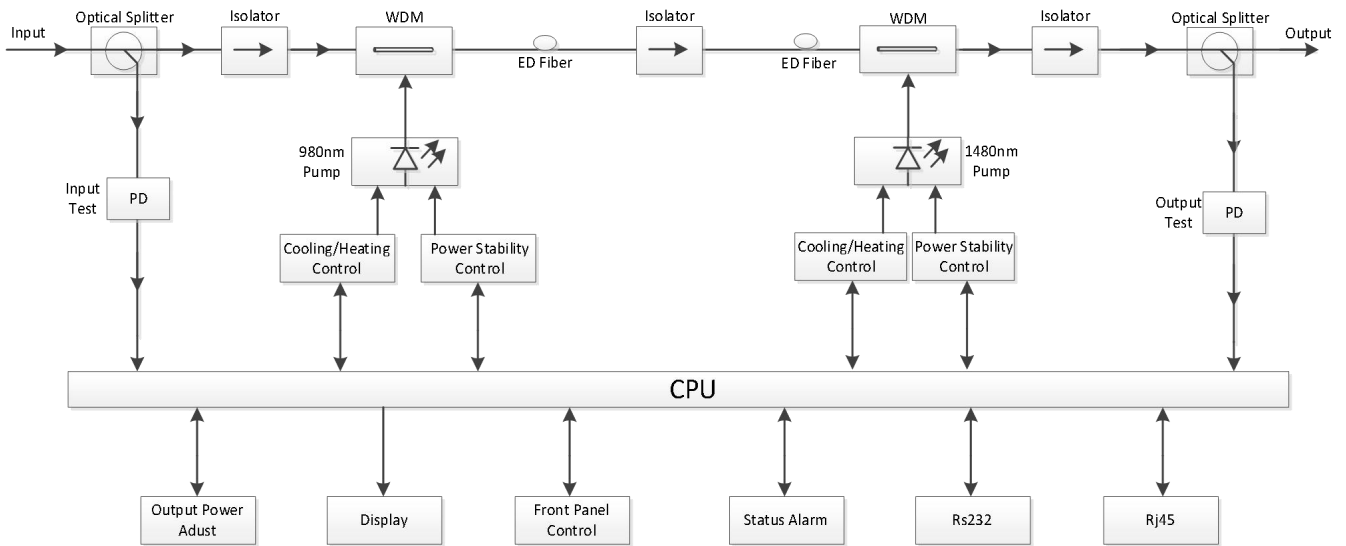 Optical Splitter
Isolator
WDM
Isolator
WDM
Isolator
Optical Splitter
Input
Output
ED Fiber
ED Fiber
980nm
Pump
1480nm
Pump
Input
Test
PD
Output
Test
PD
Cooling/Heating
Control
Power Stability
Control
Cooling/Heating
Control
Power Stability
Control
CPU
Output Power
Adust
Display
Front Panel
Control
Status Alarm
Rs232
Rj45